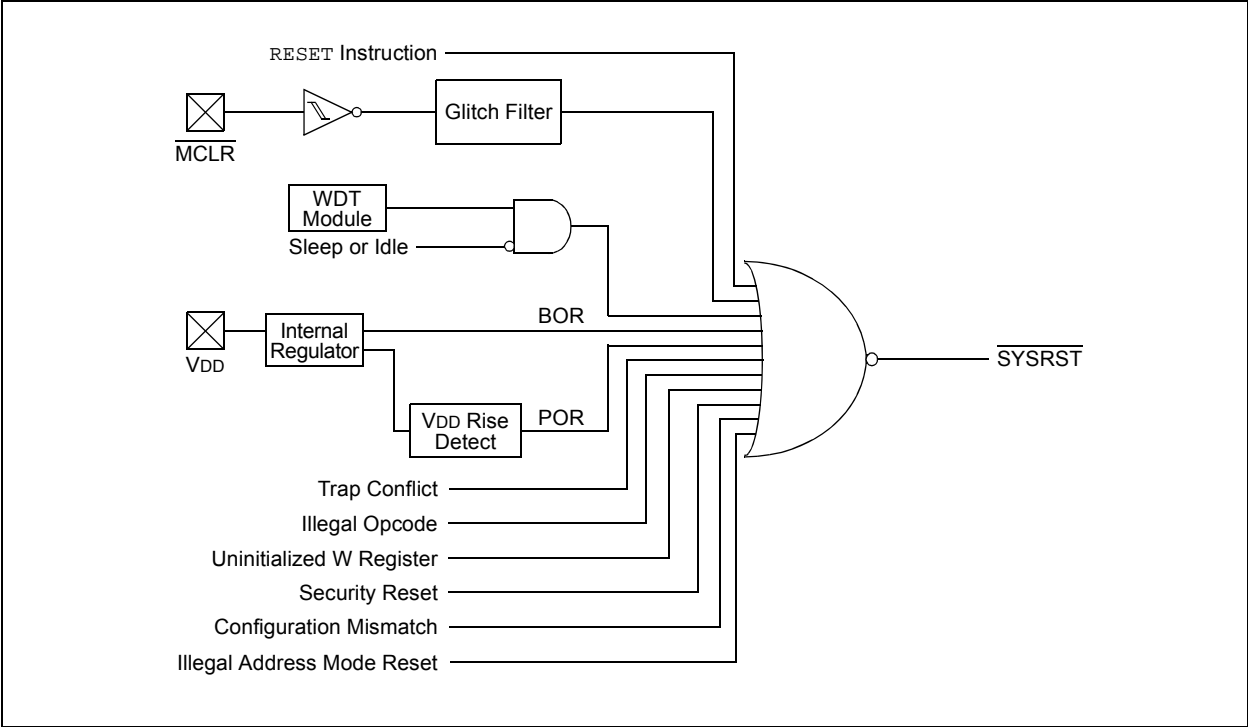 RESET Instruction
Glitch Filter
MCLR
WDT
Module
Sleep or Idle
BOR
Internal
Regulator
VDD
SYSRST
VDD Rise
Detect
POR
Trap Conflict
Illegal Opcode
Uninitialized W Register
Security Reset
Configuration Mismatch
Illegal Address Mode Reset